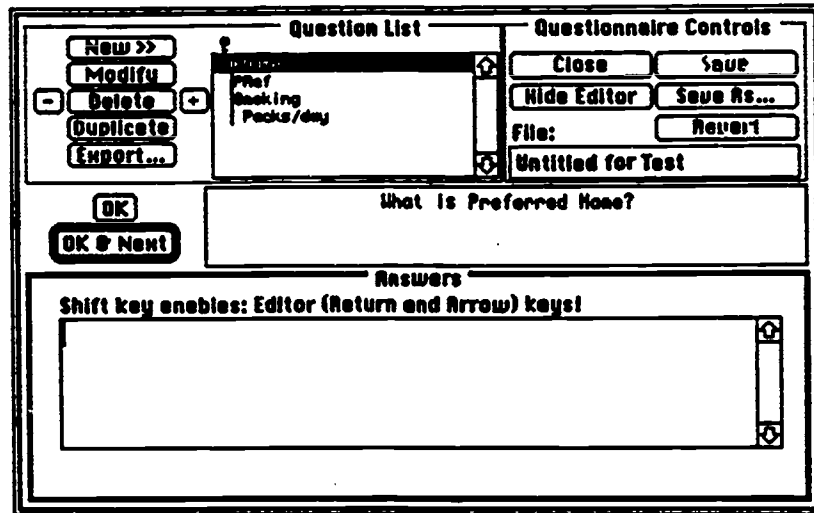 Question List
New >>
Modify
- Delete +
Duplicate
Export...
PRef
Smoking
Packs/day
Questionnaire Controls
Close Save
Hide Editor Save As...
File: Revert
Untitled for Test
OK
OK & Next
What is Preferred Name?
Answers
Shift key enables: Editor (Return and Arrow) keys!